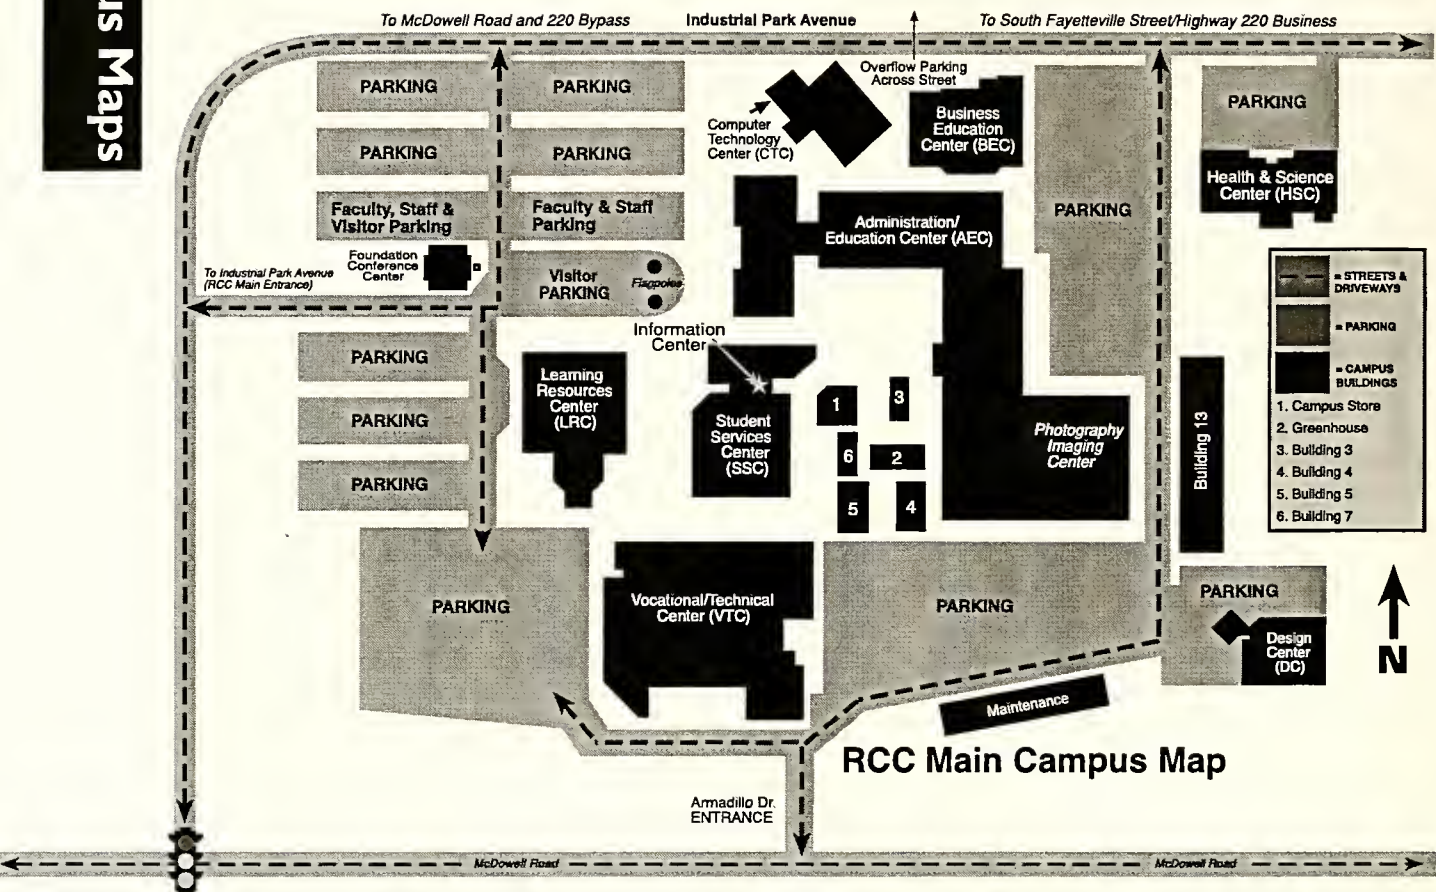 us Maps
To McDowell Road and 220 Bypass
Industrial Park Avenue
To South Fayetteville Street/Highway 220 Business
PARKING
PARKING
Overflow Parking
Across Street
PARKING
PARKING
Computer
Technology
Center (CTC)
Business
Education
Center (BEC)
PARKING
Health & Science
Center (HSC)
Faculty, Staff &
Visitor Parking
Faculty & Staff
Parking
Administration/
Education Center (AEC)
PARKING
To Industrial Park Avenue
(RCC Main Entrance)
Foundation
Conference
Center
Visitor
PARKING
Flagpoles
Information
Center
PARKING
PARKING
PARKING
Learning
Resources
Center
(LRC)
Student
Services
Center
(SSC)
1
3
6
2
5
4
Photography
Imaging
Center
Building 13
= STREETS &
DRIVEWAYS
= PARKING
= CAMPUS
BUILDINGS
1. Campus Store
2. Greenhouse
3. Building 3
4. Building 4
5. Building 5
6. Building 7
PARKING
Vocational/Technical
Center (VTC)
PARKING
PARKING
Design
Center
(DC)
N
Maintenance
RCC Main Campus Map
Armadillo Dr.
ENTRANCE
McDowell Road
McDowell Road